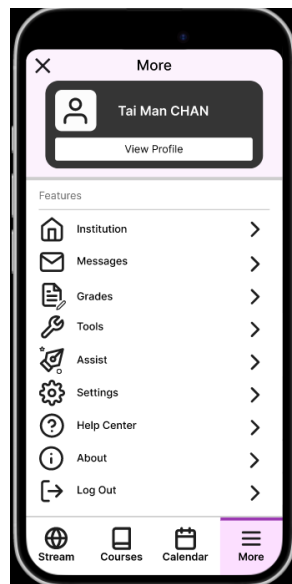 More
Tai Man CHAN
View Profile
Features
Institution
Messages
Grades
Tools
Assist
Settings
Help Center
About
Log Out
Stream Courses Calendar More